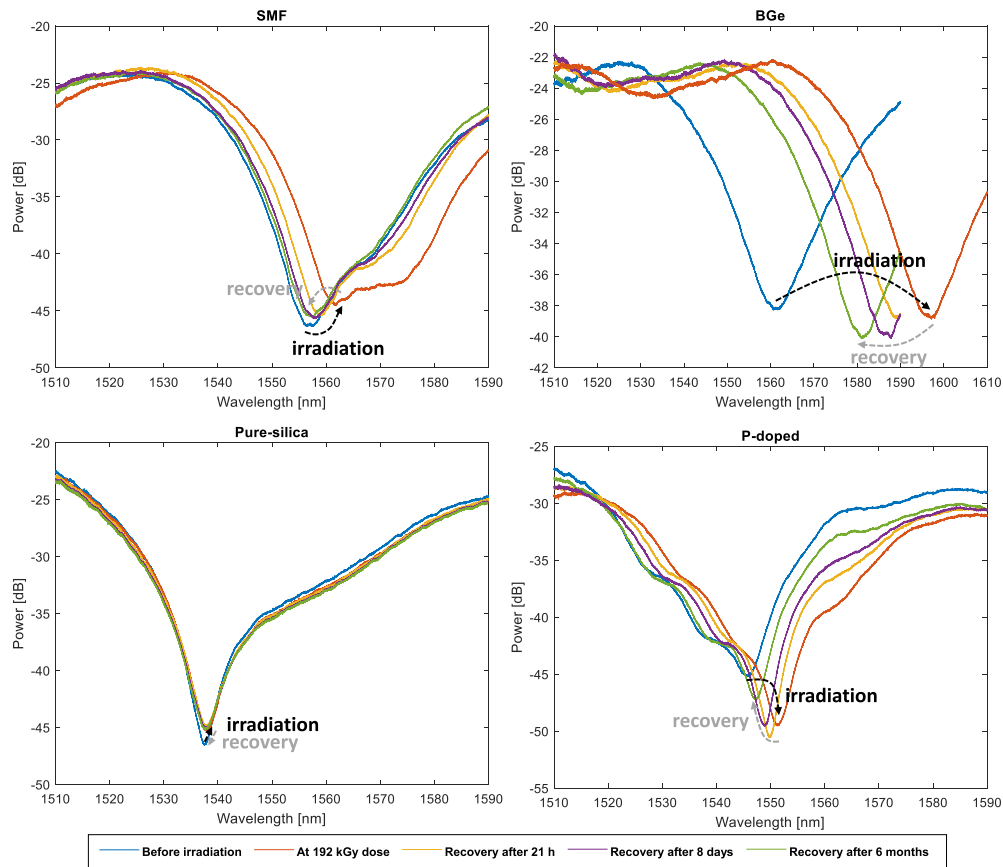 SMF
-20
-25
-30
-35
-40
-45
-50
Power [dB]
recovery
irradiation
1510 1520 1530 1540 1550 1560 1570 1580 1590
Wavelength [nm]
BGe
-20
-22
-24
-26
-28
-30
-32
-34
-36
-38
-40
-42
Power [dB]
irradiation
recovery
1510 1520 1530 1540 1550 1560 1570 1580 1590 1600 1610
Wavelength [nm]
Pure-silica
-20
-25
-30
-35
-40
-45
-50
Power [dB]
irradiation
recovery
1510 1520 1530 1540 1550 1560 1570 1580 1590
Wavelength [nm]
P-doped
-25
-30
-35
-40
-45
-50
-55
Power [dB]
irradiation
recovery
1510 1520 1530 1540 1550 1560 1570 1580 1590
Wavelength [nm]
Before irradiation At 192 kGy dose Recovery after 21 h Recovery after 8 days Recovery after 6 months